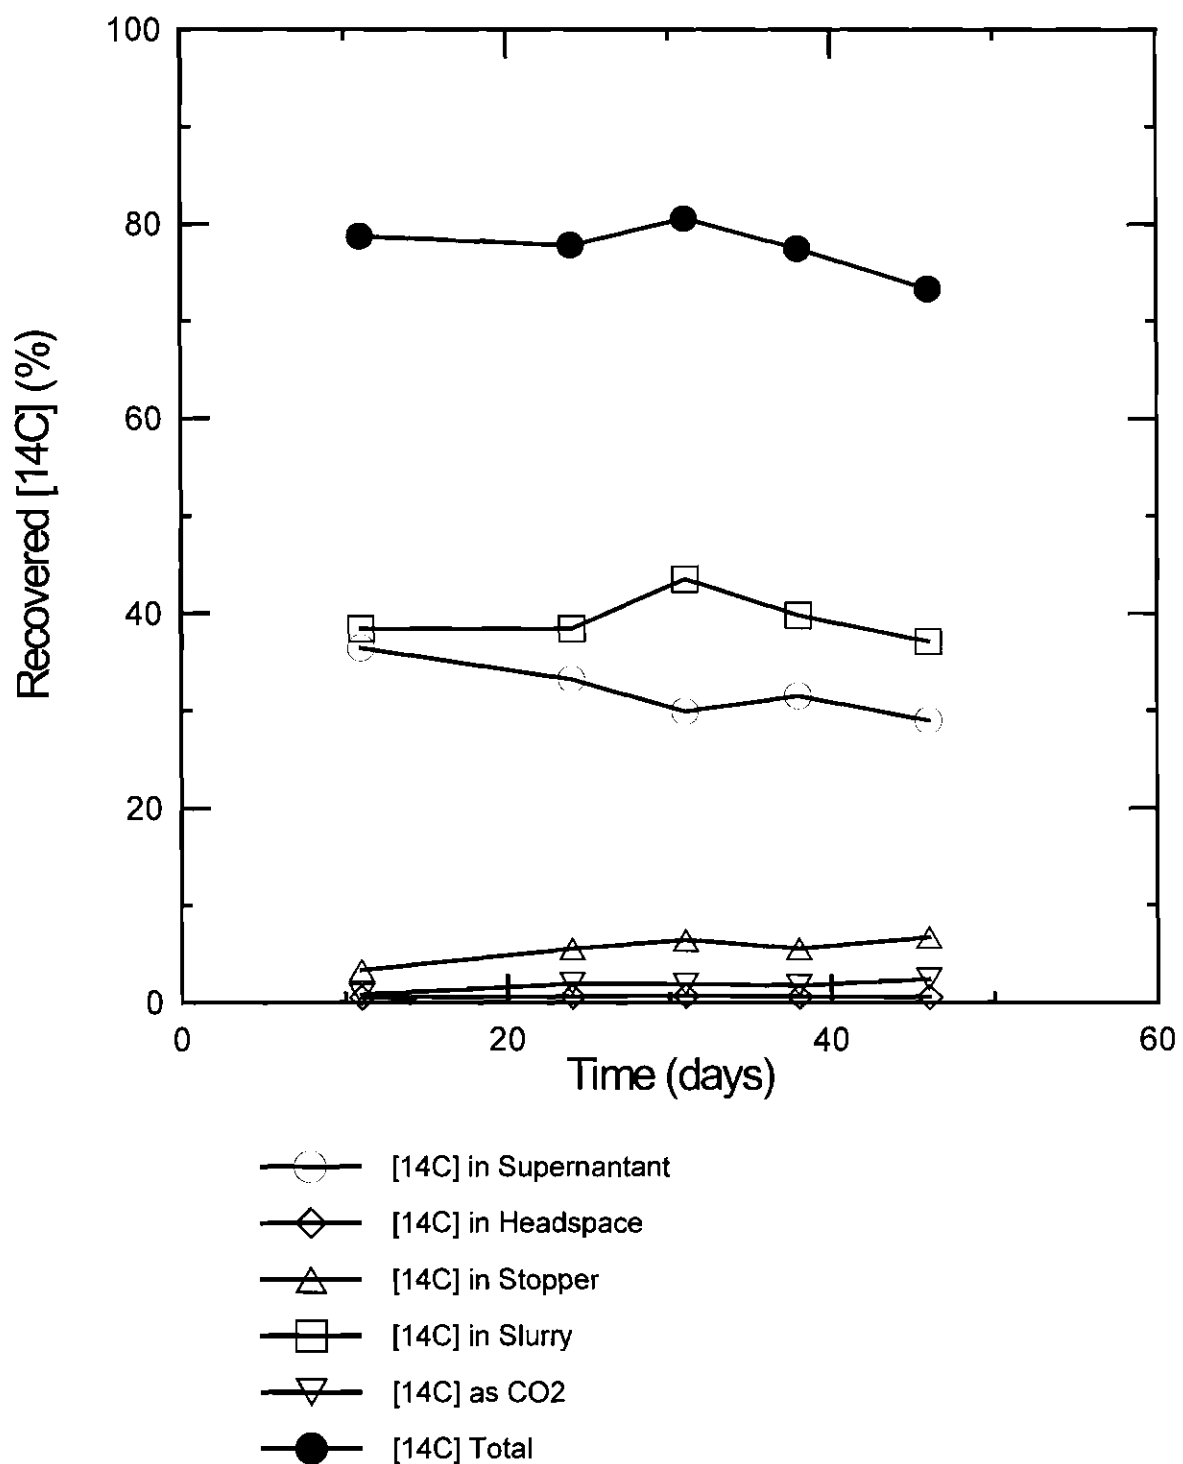 100
80
60
40
20
0
Recovered [14C] (%)
0 20 40 60
Time (days)
[14C] in Supernantant
[14C] in Headspace
[14C] in Stopper
[14C] in Slurry
[14C] as CO2
[14C] Total